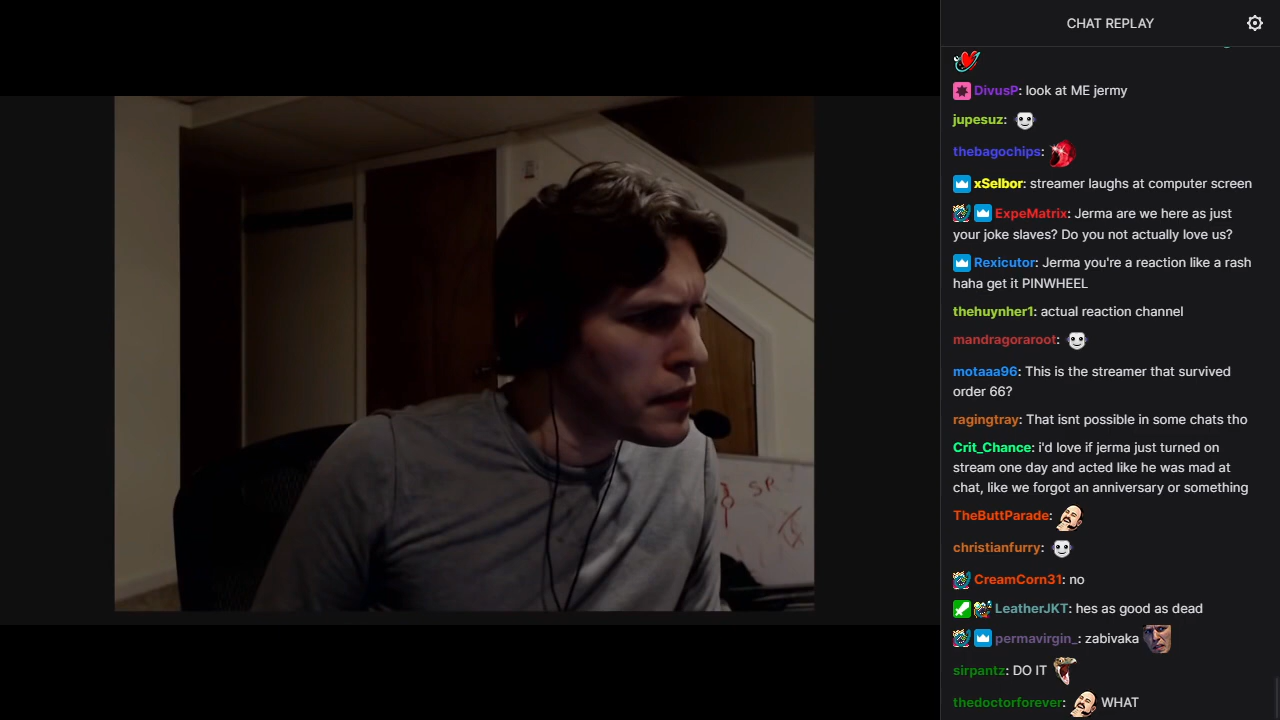 CHAT REPLAY
DivusP: look at ME jermy
jupesuz:
thebagochips:
xSelbor: streamer laughs at computer screen
ExpeMatrix: Jerma are we here as just
your joke slaves? Do you not actually love us?
Rexicutor: Jerma you're a reaction like a rash
haha get it PINWHEEL
thehuynher1: actual reaction channel
mandragoraroot:
motaaa96: This is the streamer that survived
order 66?
ragingtray: That isnt possible in some chats tho
Crit_Chance: i'd love if jerma just turned on
stream one day and acted like he was mad at
chat, like we forgot an anniversary or something
TheButtParade:
christianfurry:
CreamCorn31: no
LeatherJKT: hes as good as dead
permavirgin_: zabivaka
sirpantz: DO IT
thedoctorforever: WHAT